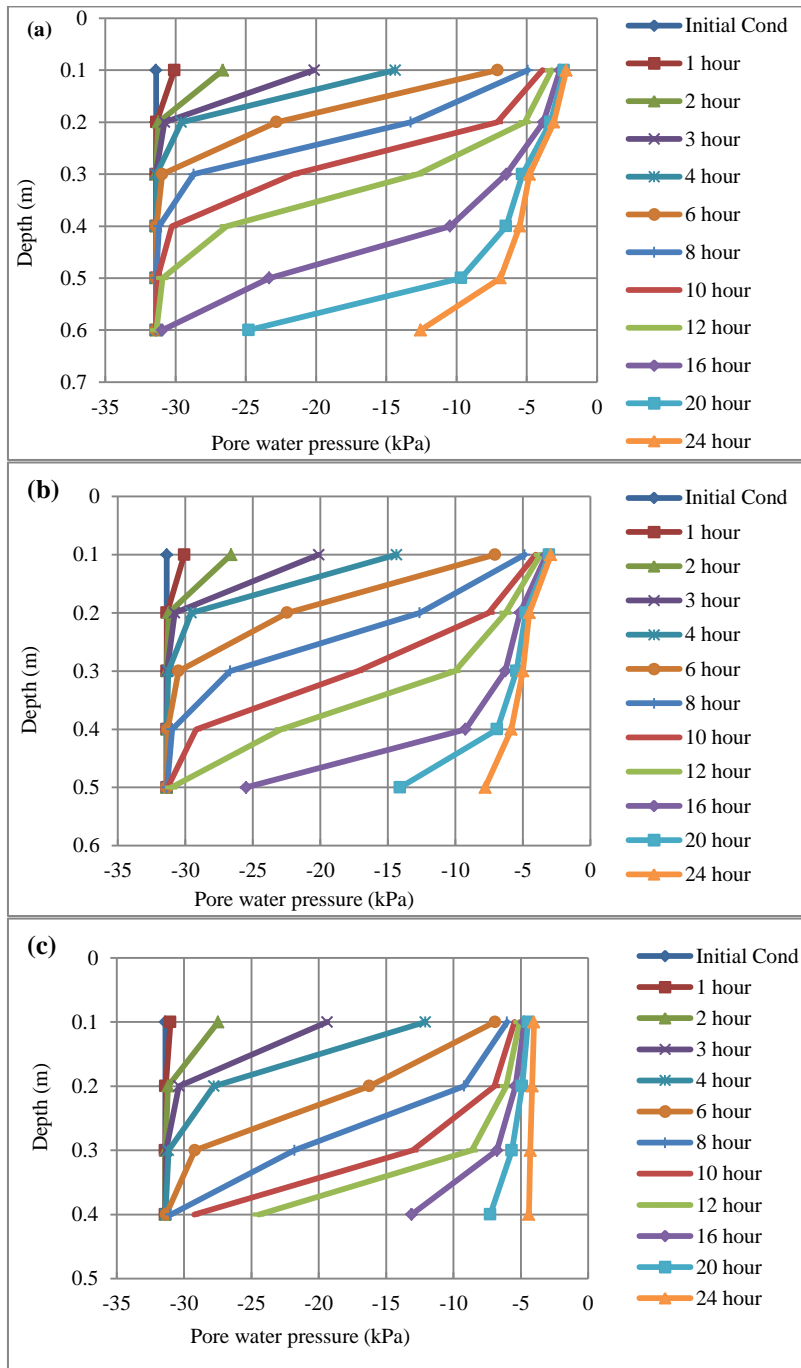 (a)
0
0.1
0.2
0.3
0.4
0.5
0.6
0.7
Depth (m)
-35 -30 -25 -20 -15 -10 -5 0
Pore water pressure (kPa)
Initial Cond
1 hour
2 hour
3 hour
4 hour
6 hour
8 hour
10 hour
12 hour
16 hour
20 hour
24 hour
(b)
0
0.1
0.2
0.3
0.4
0.5
0.6
Depth (m)
-35 -30 -25 -20 -15 -10 -5 0
Pore water pressure (kPa)
Initial Cond
1 hour
2 hour
3 hour
4 hour
6 hour
8 hour
10 hour
12 hour
16 hour
20 hour
24 hour
(c)
0
0.1
0.2
0.3
0.4
0.5
Depth (m)
-35 -30 -25 -20 -15 -10 -5 0
Pore water pressure (kPa)
Initial Cond
1 hour
2 hour
3 hour
4 hour
6 hour
8 hour
10 hour
12 hour
16 hour
20 hour
24 hour